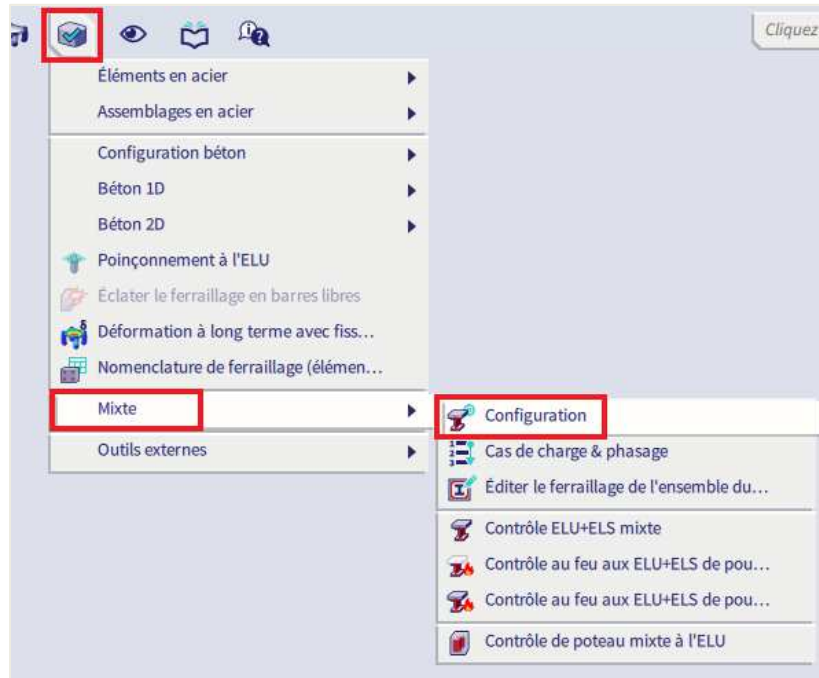 Cliquez
Éléments en acier
Assemblages en acier
Configuration béton
Béton 1D
Béton 2D
Poinçonnement à l'ELU
Éclater le ferraillage en barres libres
Déformation à long terme avec fiss...
Nomenclature de ferraillage (élémen...
Mixte
Outils externes
Configuration
Cas de charge & phasage
Éditer le ferraillage de l'ensemble du...
Contrôle ELU+ELS mixte
Contrôle au feu aux ELU+ELS de pou...
Contrôle au feu aux ELU+ELS de pou...
Contrôle de poteau mixte à l'ELU